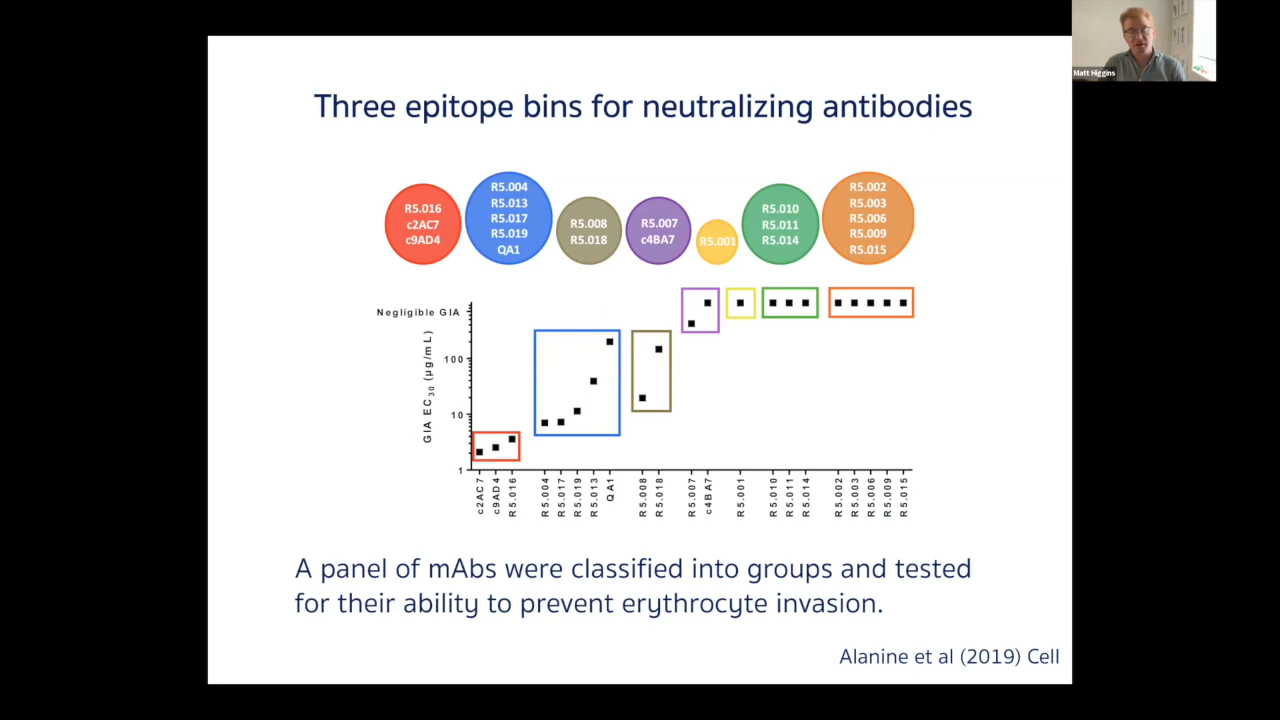 Matt Higgins
Three epitope bins for neutralizing antibodies
R5.016
c2AC7
c9AD4
R5.004
R5.013
R5.017
R5.019
QA1
R5.008
R5.018
R5.007
c4BA7
R5.001
R5.010
R5.011
R5.014
R5.002
R5.003
R5.006
R5.009
R5.015
Negligible GIA
GIA EC30 (µg/mL)
100
10
1
c2AC7
c9AD4
R5.016
R5.004
R5.017
R5.019
R5.013
QA1
R5.008
R5.018
R5.007
c4BA7
R5.001
R5.010
R5.011
R5.014
R5.002
R5.003
R5.006
R5.009
R5.015
A panel of mAbs were classified into groups and tested
for their ability to prevent erythrocyte invasion.
Alanine et al (2019) Cell